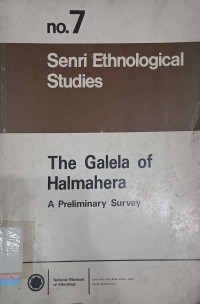 no.7
Senri Ethnological
Studies
The Galela of
Halmahera
A Preliminary Survey
National Museum
of Ethnology